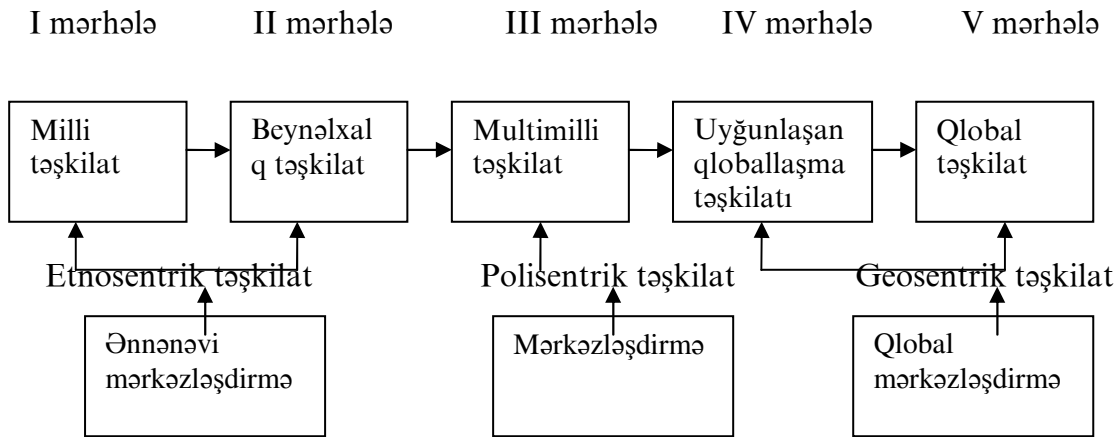 I mərhələ II mərhələ III mərhələ IV mərhələ V mərhələ
Milli
təşkilat
Beynəlxal
q təşkilat
Multimilli
təşkilat
Uyğunlaşan
qloballaşma
təşkilatı
Qlobal
təşkilat
Etnosentrik təşkilat Polisentrik təşkilat Geosentrik təşkilat
Ənnənəvi
mərkəzləşdirmə
Mərkəzləşdirmə
Qlobal
mərkəzləşdirmə